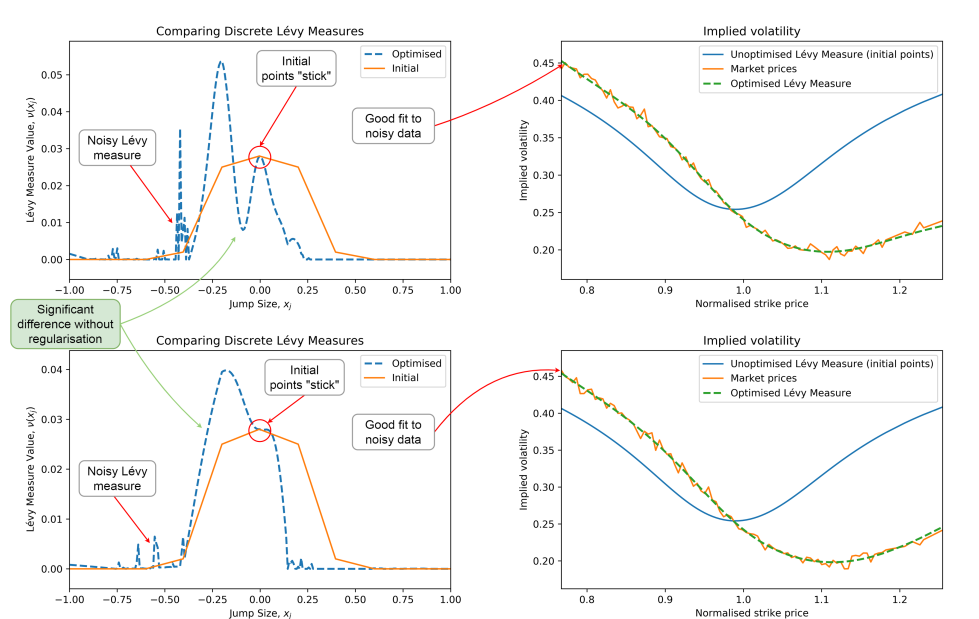 Comparing Discrete Lévy Measures
Optimised
Initial
Initial
points "stick"
Noisy Lévy
measure
0.05
0.04
0.03
0.02
0.01
0.00
Lévy Measure Value, ν(xⱼ)
−1.00 −0.75 −0.50 −0.25 0.00 0.25 0.50 0.75 1.00
Jump Size, xⱼ
Implied volatility
Unoptimised Lévy Measure (initial points)
Market prices
Optimised Lévy Measure
Good fit to
noisy data
0.45
0.40
0.35
0.30
0.25
0.20
Implied volatility
0.8 0.9 1.0 1.1 1.2
Normalised strike price
Significant
difference without
regularisation
Comparing Discrete Lévy Measures
Optimised
Initial
Initial
points "stick"
Noisy Lévy
measure
0.04
0.03
0.02
0.01
0.00
Lévy Measure Value, ν(xⱼ)
−1.00 −0.75 −0.50 −0.25 0.00 0.25 0.50 0.75 1.00
Jump Size, xⱼ
Implied volatility
Unoptimised Lévy Measure (initial points)
Market prices
Optimised Lévy Measure
Good fit to
noisy data
0.45
0.40
0.35
0.30
0.25
0.20
Implied volatility
0.8 0.9 1.0 1.1 1.2
Normalised strike price